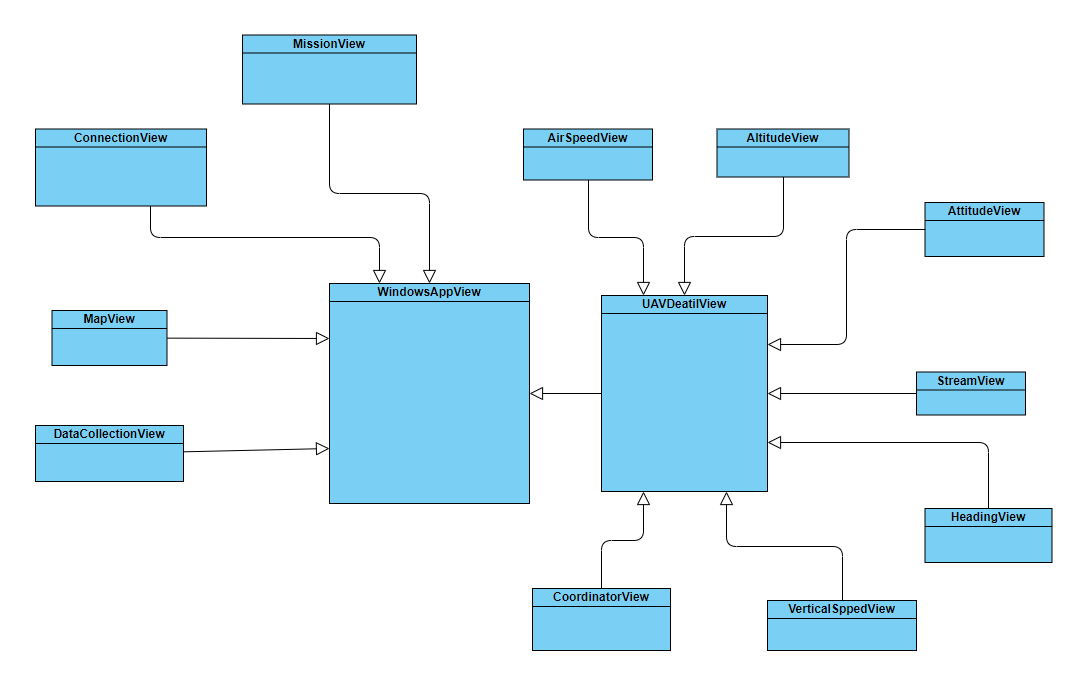 MissionView
ConnectionView
AirSpeedView
AltitudeView
AttitudeView
WindowsAppView
UAVDeatilView
MapView
StreamView
DataCollectionView
HeadingView
CoordinatorView
VerticalSppedView